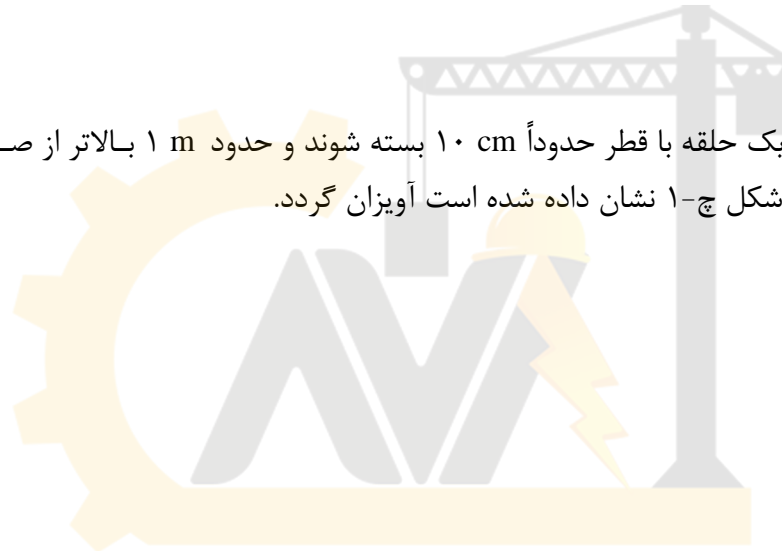 یک حلقه با قطر حدوداً ۱۰ cm بسته شوند و حدود ۱ m بـالاتر از
شکل چ-۱ نشان داده شده است آویزان گردد.